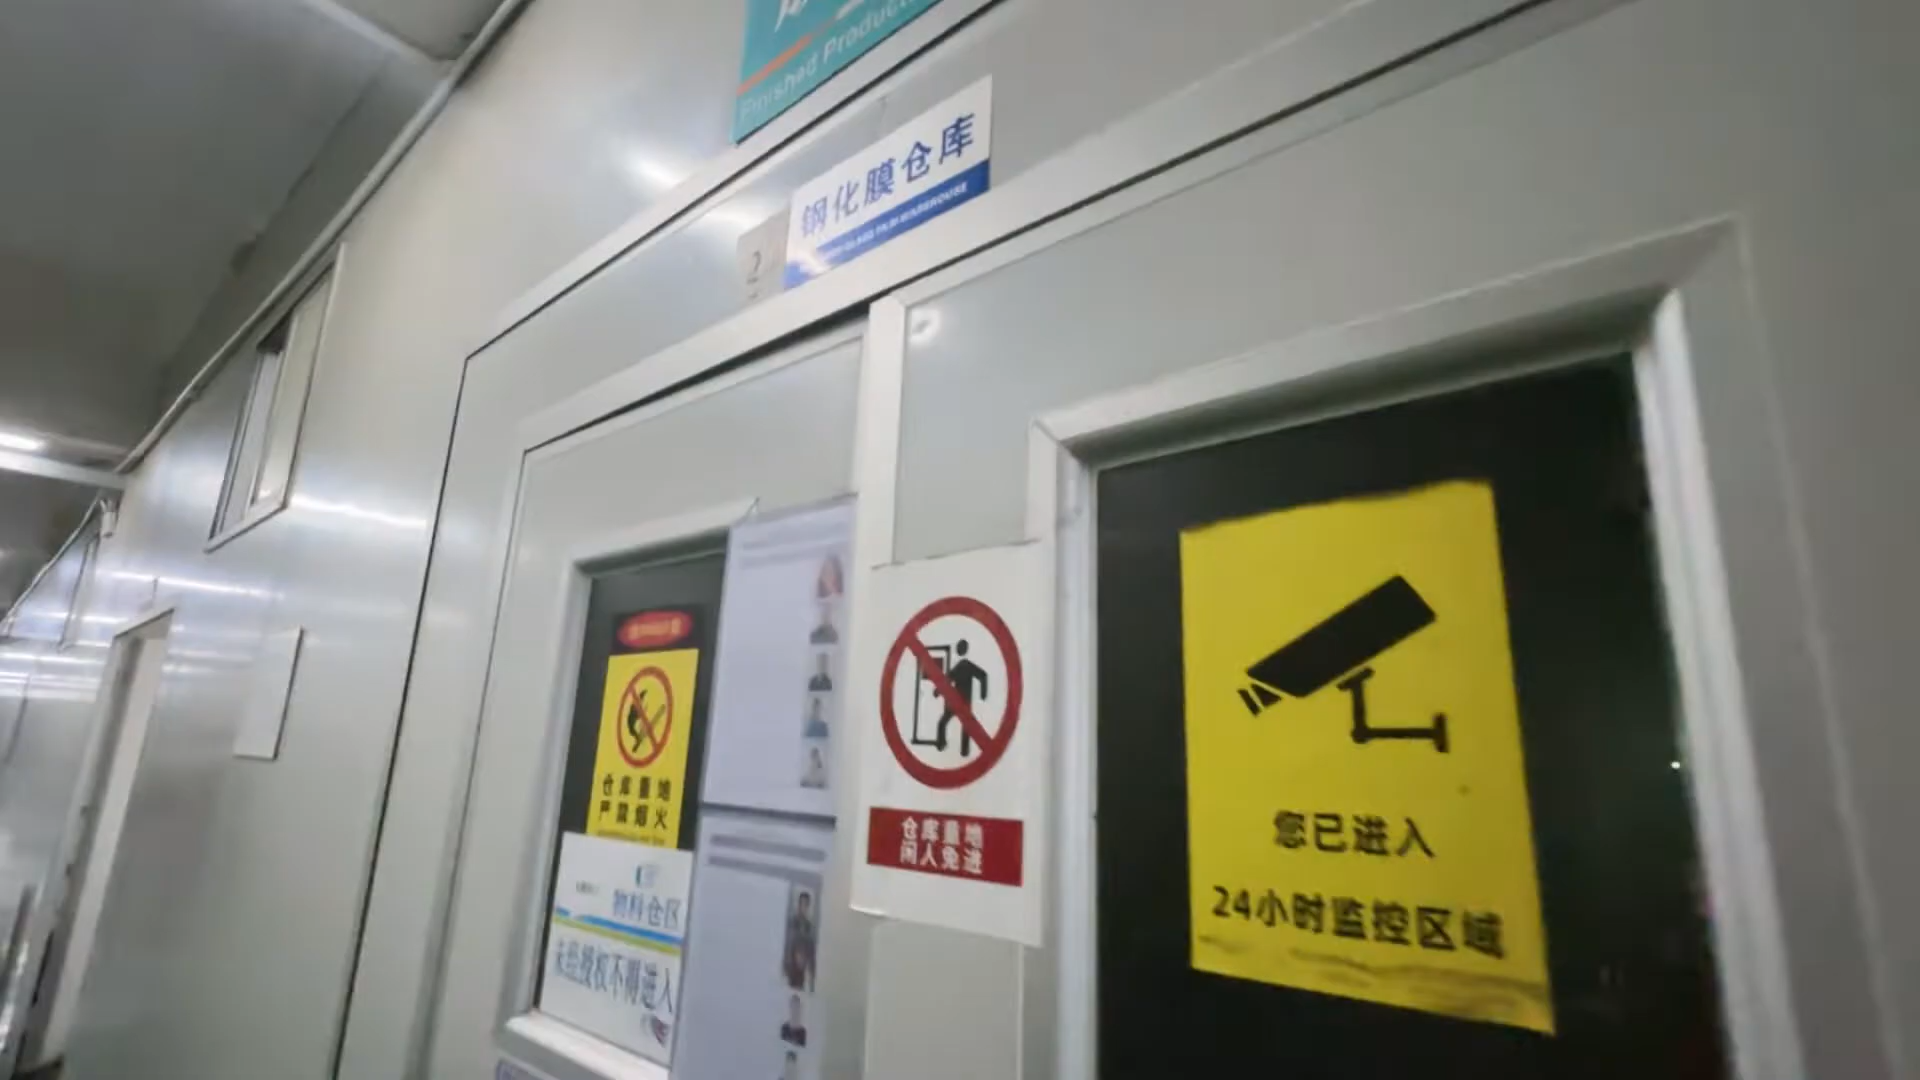 Finished Product
钢化膜仓库
2
仓库重地
严禁烟火
物料仓区
未经授权不得进入
仓库重地
闲人免进
您已进入
24小时监控区域